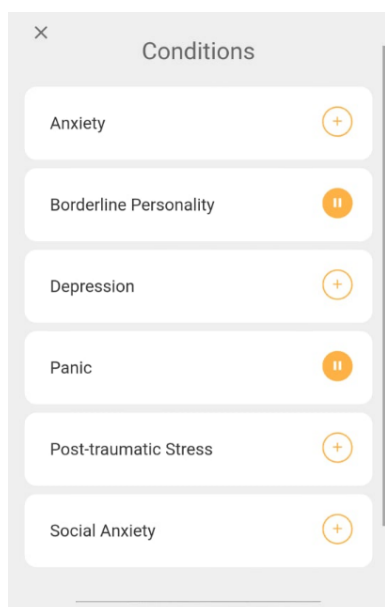 Conditions
Anxiety
Borderline Personality
Depression
Panic
Post-traumatic Stress
Social Anxiety